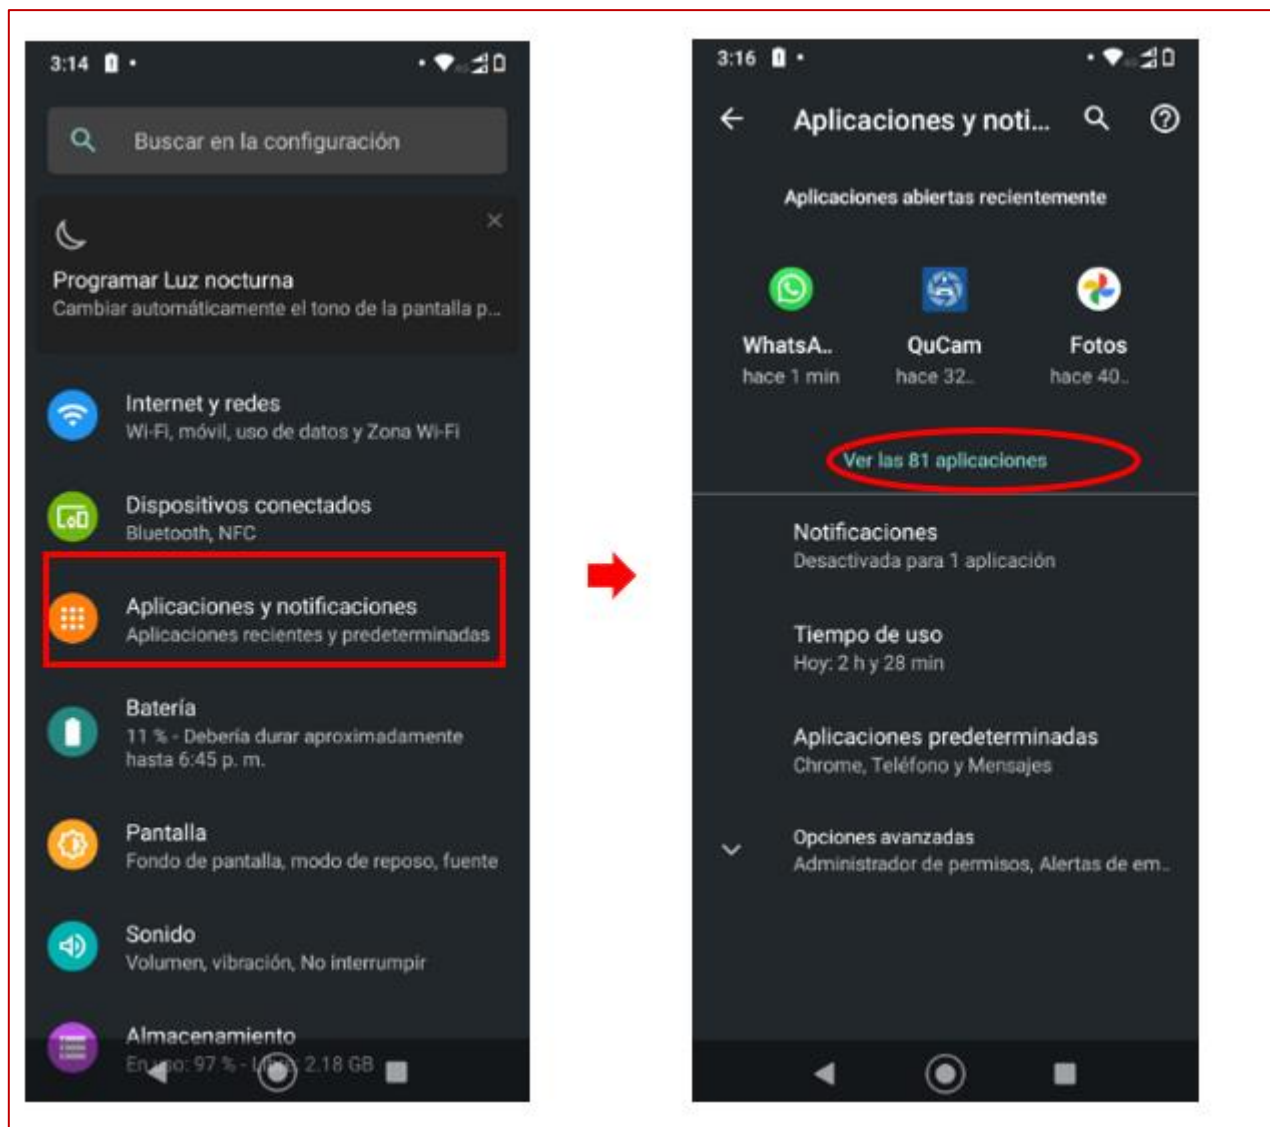 3:14
Buscar en la configuración
Programar Luz nocturna
Cambiar automáticamente el tono de la pantalla p...
Internet y redes
Wi-Fi, móvil, uso de datos y Zona Wi-Fi
Dispositivos conectados
Bluetooth, NFC
Aplicaciones y notificaciones
Aplicaciones recientes y predeterminadas
Batería
11 % - Debería durar aproximadamente
hasta 6:45 p. m.
Pantalla
Fondo de pantalla, modo de reposo, fuente
Sonido
Volumen, vibración, No interrumpir
Almacenamiento
En uso: 97 % - Libre: 2.18 GB
3:16
Aplicaciones y noti...
Aplicaciones abiertas recientemente
WhatsA..
QuCam
Fotos
hace 1 min
hace 32..
hace 40..
Ver las 81 aplicaciones
Notificaciones
Desactivada para 1 aplicación
Tiempo de uso
Hoy: 2 h y 28 min
Aplicaciones predeterminadas
Chrome, Teléfono y Mensajes
Opciones avanzadas
Administrador de permisos, Alertas de em..